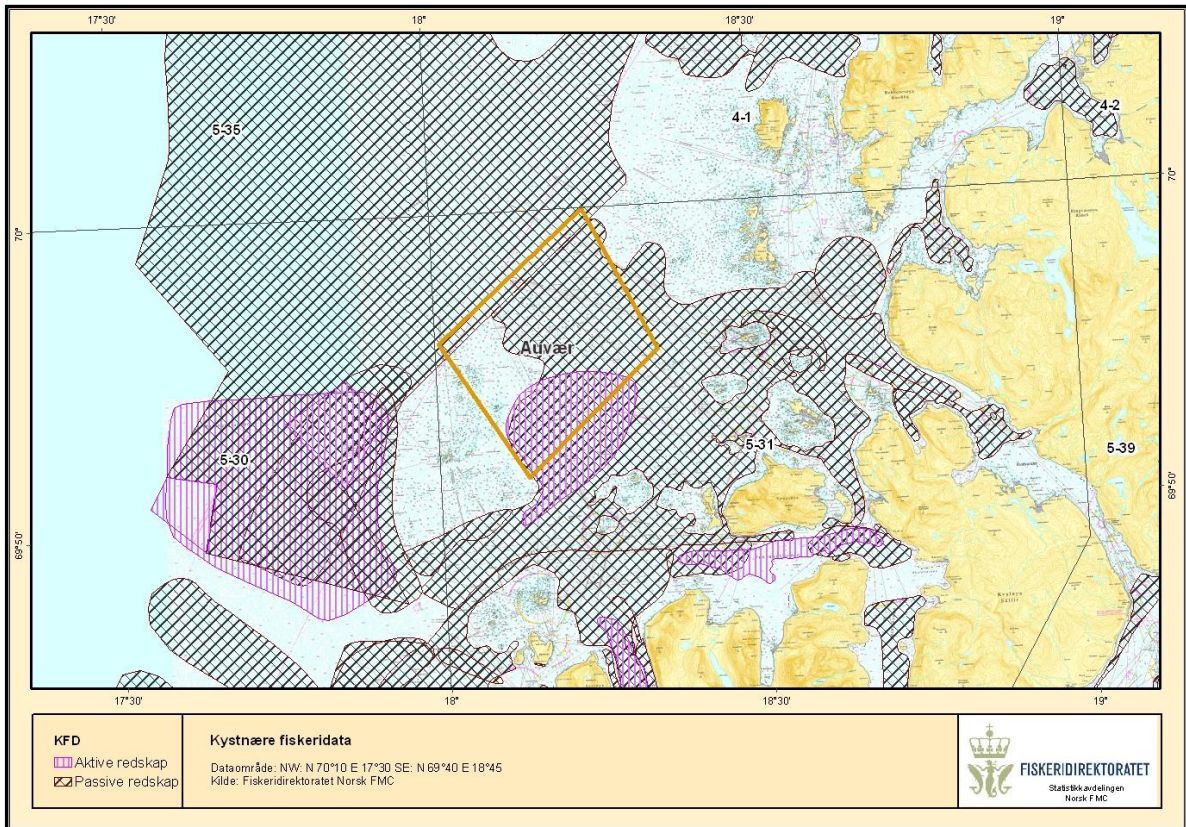 17°30'
18°
18°30'
19°
5-35
4-1
4-2
70°
70°
Auvær
5-30
5-31
5-39
69°50'
69°50'
17°30'
18°
18°30'
19°
KFD
Aktive redskap
Passive redskap
Kystnære fiskeridata
Dataområde: NW: N 70°10 E 17°30 SE: N 69°40 E 18°45
Kilde: Fiskeridirektoratet Norsk FMC
FISKERIDIREKTORATET
Statistikkavdelingen
Norsk FMC